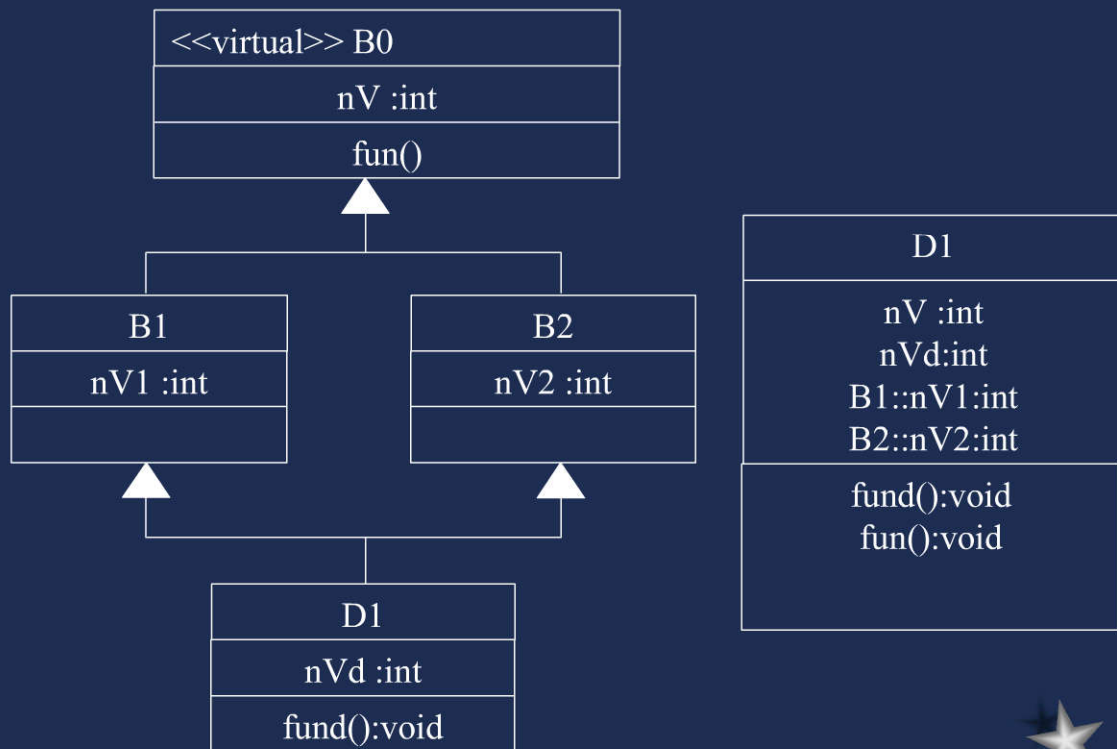 <<virtual>> B0
nV :int
fun()
B1
nV1 :int
B2
nV2 :int
D1
nVd :int
fund():void
D1
nV :int
nVd:int
B1::nV1:int
B2::nV2:int
fund():void
fun():void